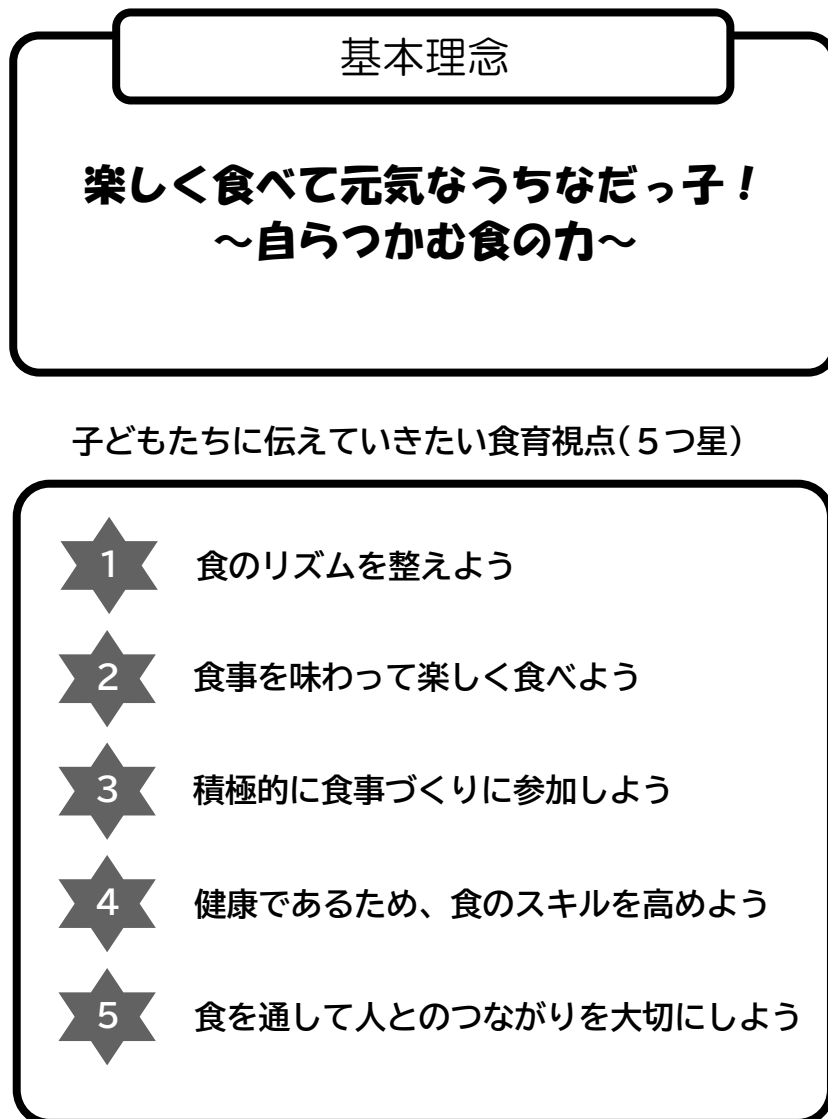 基本理念
楽しく食べて元気なうちなだっ子！
～自らつかむ食の力～
子どもたちに伝えていきたい食育視点(５つ星)
1 食のリズムを整えよう
2 食事を味わって楽しく食べよう
3 積極的に食事づくりに参加しよう
4 健康であるため、食のスキルを高めよう
5 食を通して人とのつながりを大切にしよう